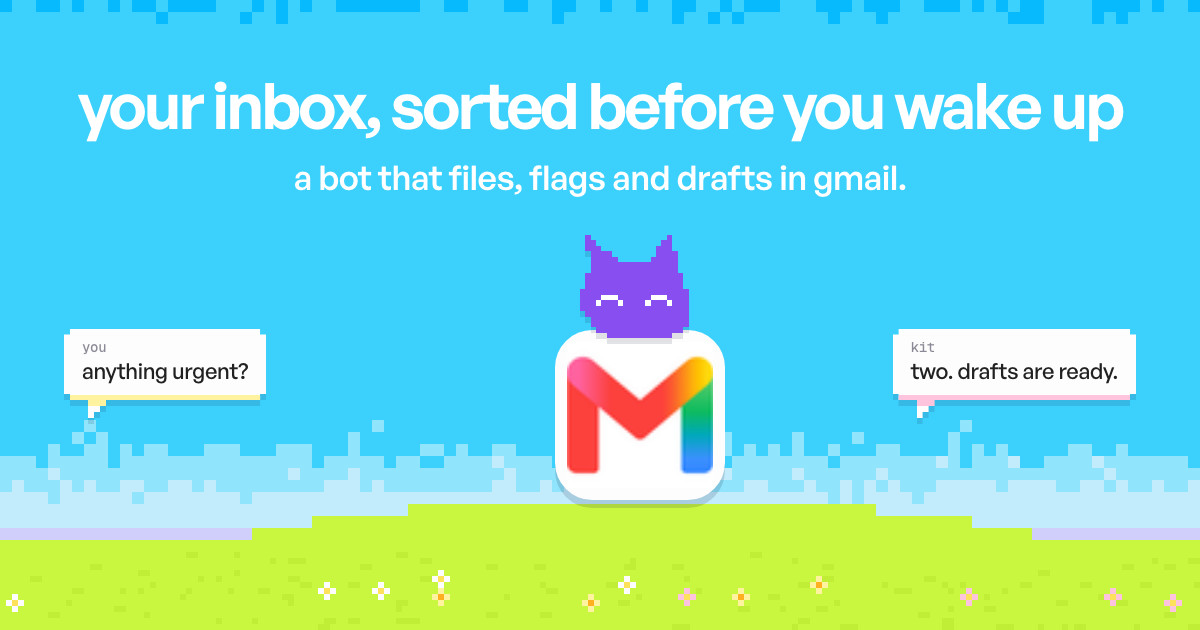 your inbox, sorted before you wake up
a bot that files, flags and drafts in gmail.
you
anything urgent?
kit
two. drafts are ready.